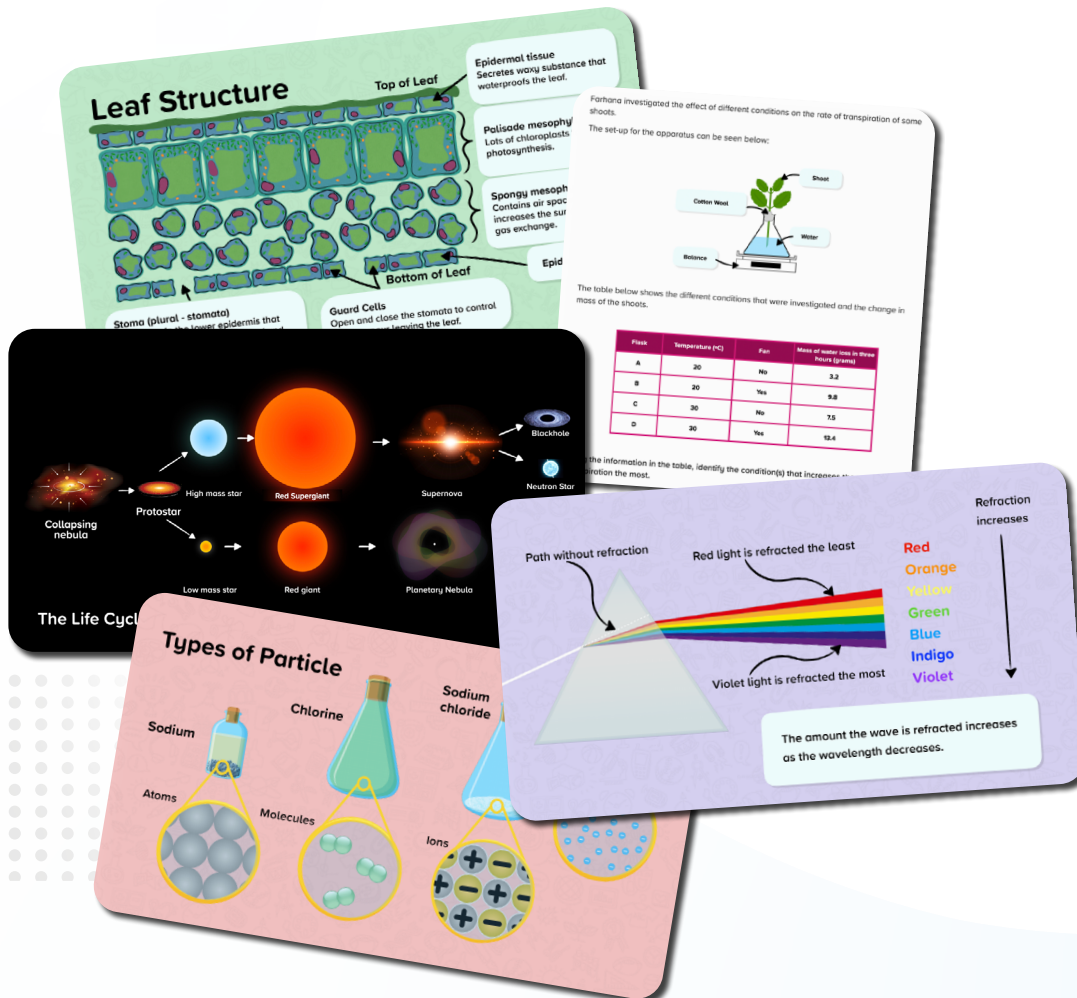 Leaf Structure
Top of Leaf
Epidermal tissue
Secretes waxy substance that
waterproofs the leaf.
Palisade
Lots of chloroplasts
photosynthesis.
Spongy
Contains air
increases the
gas exchange.
Bottom of Leaf
Stoma (plural - stomata)
lower epidermis that
Guard Cells
Open and close the stomata to control
leaving the leaf.
Farhana investigated the effect of different conditions on the rate of transpiration of some
shoots.
The set-up for the apparatus can be seen below:
Shoot
Cotton Wool
Water
Balance
The table below shows the different conditions that were investigated and the change in
mass of the shoots.
Flask Temperature (°C) Fan Mass of water loss in three
hours (grams)
A 20 No 3.2
B 20 Yes 9.8
C 30 No 7.5
D 30 Yes 13.4
the information in the table, identify the condition(s) that
the most.
Collapsing
nebula
Protostar
High mass star
Red Supergiant
Supernova
Blackhole
Neutron Star
Low mass star
Red giant
Planetary Nebula
The Life
Path without refraction
Red light is refracted the least
Violet light is refracted the most
Refraction
increases
Red
Orange
Yellow
Green
Blue
Indigo
Violet
The amount the wave is refracted increases
as the wavelength decreases.
Types of Particle
Sodium
Chlorine
Sodium
chloride
Atoms
Molecules
Ions